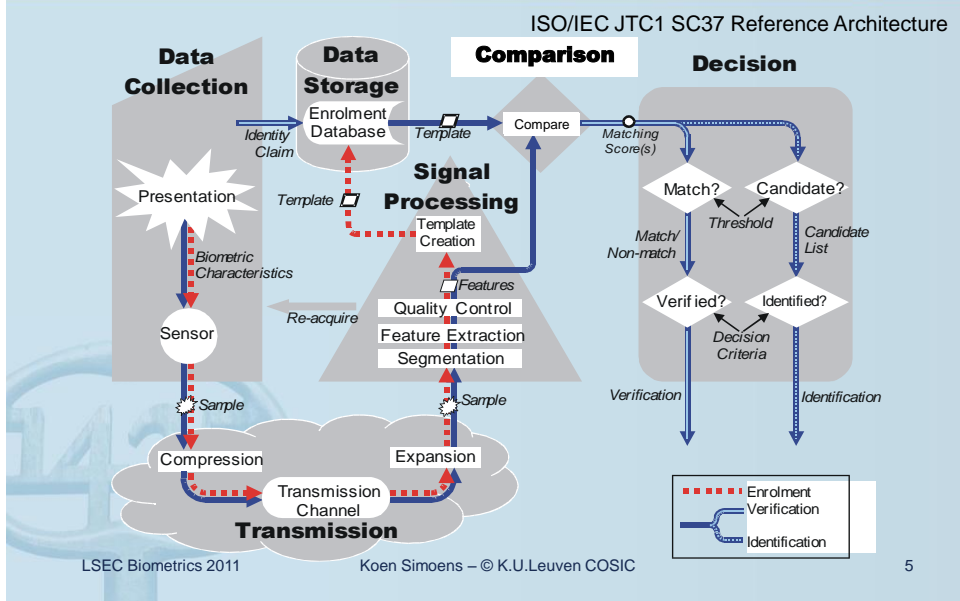 ISO/IEC JTC1 SC37 Reference Architecture
Data
Collection
Data
Storage
Comparison
Decision
Enrolment
Database
Identity
Claim
Template
Compare
Matching
Score(s)
Signal
Processing
Presentation
Template
Template
Creation
Match?
Candidate?
Threshold
Biometric
Characteristics
Features
Match/
Non-match
Candidate
List
Re-acquire
Quality Control
Verified?
Identified?
Sensor
Feature Extraction
Decision
Criteria
Segmentation
Sample
Sample
Verification
Identification
Compression
Expansion
Transmission
Channel
Transmission
Enrolment
Verification
Identification
142
LSEC Biometrics 2011
Koen Simoens – © K.U.Leuven COSIC
5